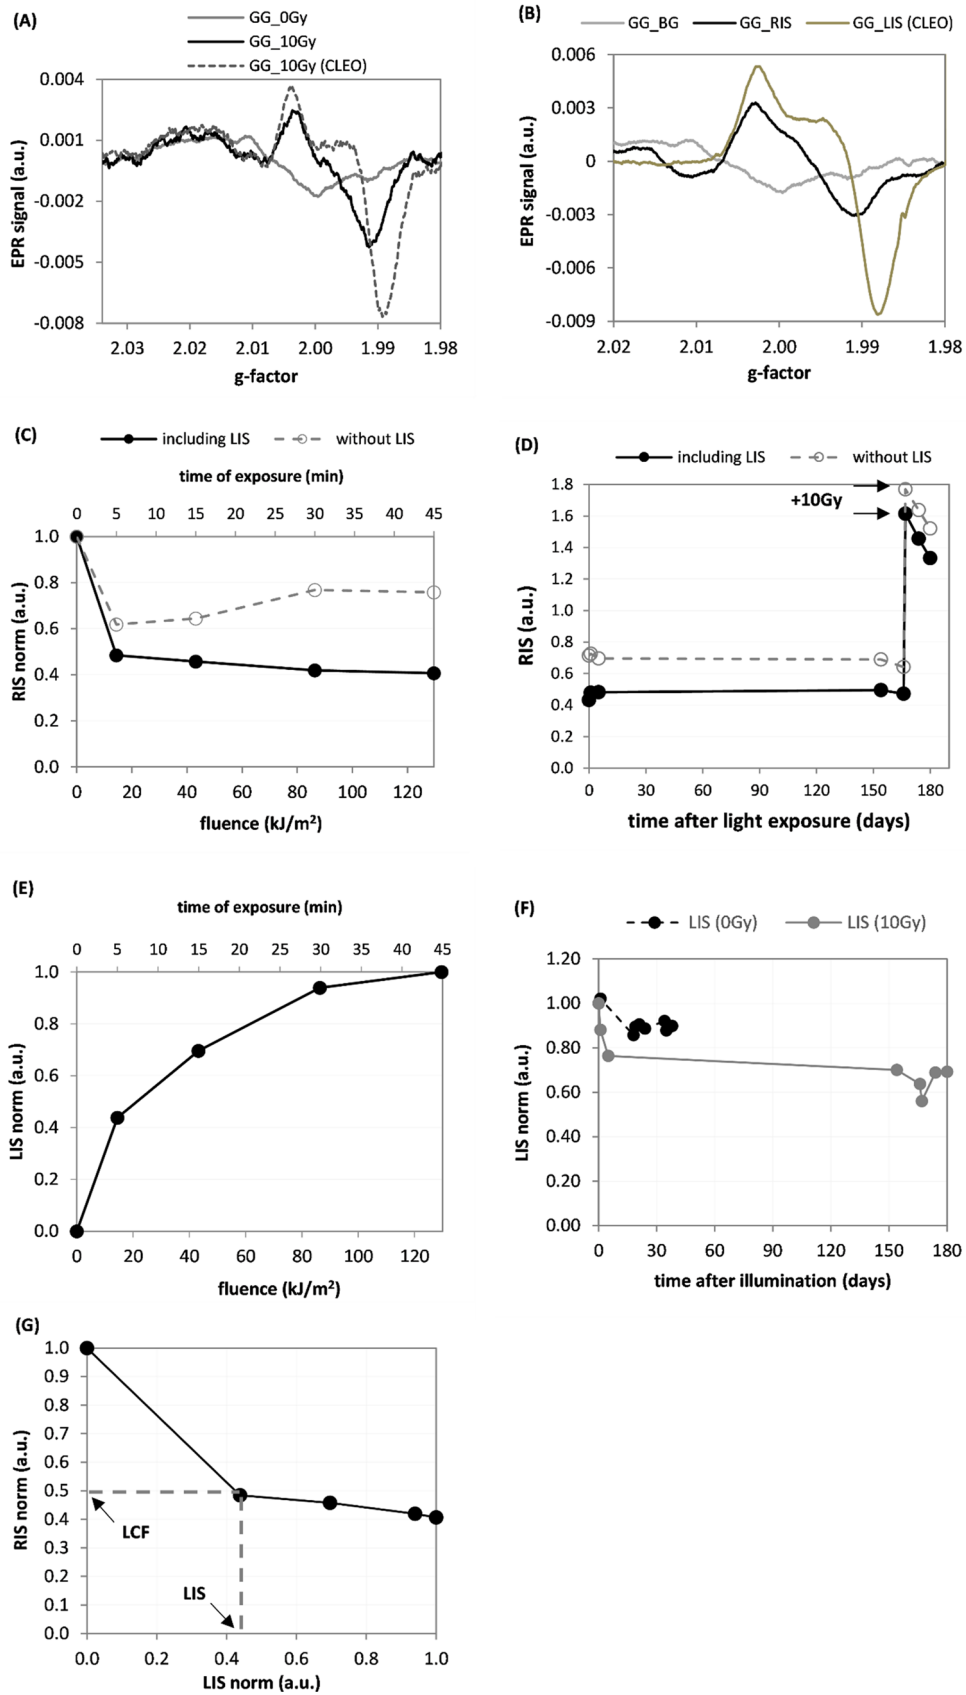 (A)
GG_0Gy
GG_10Gy
GG_10Gy (CLEO)
0.004
0.001
-0.002
-0.005
-0.008
EPR signal (a.u.)
2.03 2.02 2.01 2.00 1.99 1.98
g-factor
(B)
GG_BG GG_RIS GG_LIS (CLEO)
0.006
0.003
0
-0.003
-0.006
-0.009
EPR signal (a.u.)
2.02 2.01 2.00 1.99 1.98
g-factor
(C)
including LIS without LIS
time of exposure (min)
0 5 10 15 20 25 30 35 40 45
1.0
0.8
0.6
0.4
0.2
0.0
RIS norm (a.u.)
0 20 40 60 80 100 120
fluence (kJ/m²)
(D)
including LIS without LIS
+10Gy
1.8
1.6
1.4
1.2
1.0
0.8
0.6
0.4
0.2
0.0
RIS (a.u.)
0 30 60 90 120 150 180
time after light exposure (days)
(E)
time of exposure (min)
0 5 10 15 20 25 30 35 40 45
1.0
0.8
0.6
0.4
0.2
0.0
LIS norm (a.u.)
0 20 40 60 80 100 120
fluence (kJ/m²)
(F)
LIS (0Gy) LIS (10Gy)
1.20
1.00
0.80
0.60
0.40
0.20
0.00
LIS norm (a.u.)
0 30 60 90 120 150 180
time after illumination (days)
(G)
1.0
0.9
0.8
0.7
0.6
0.5
0.4
0.3
0.2
0.1
0.0
RIS norm (a.u.)
LCF
LIS
0.0 0.2 0.4 0.6 0.8 1.0
LIS norm (a.u.)